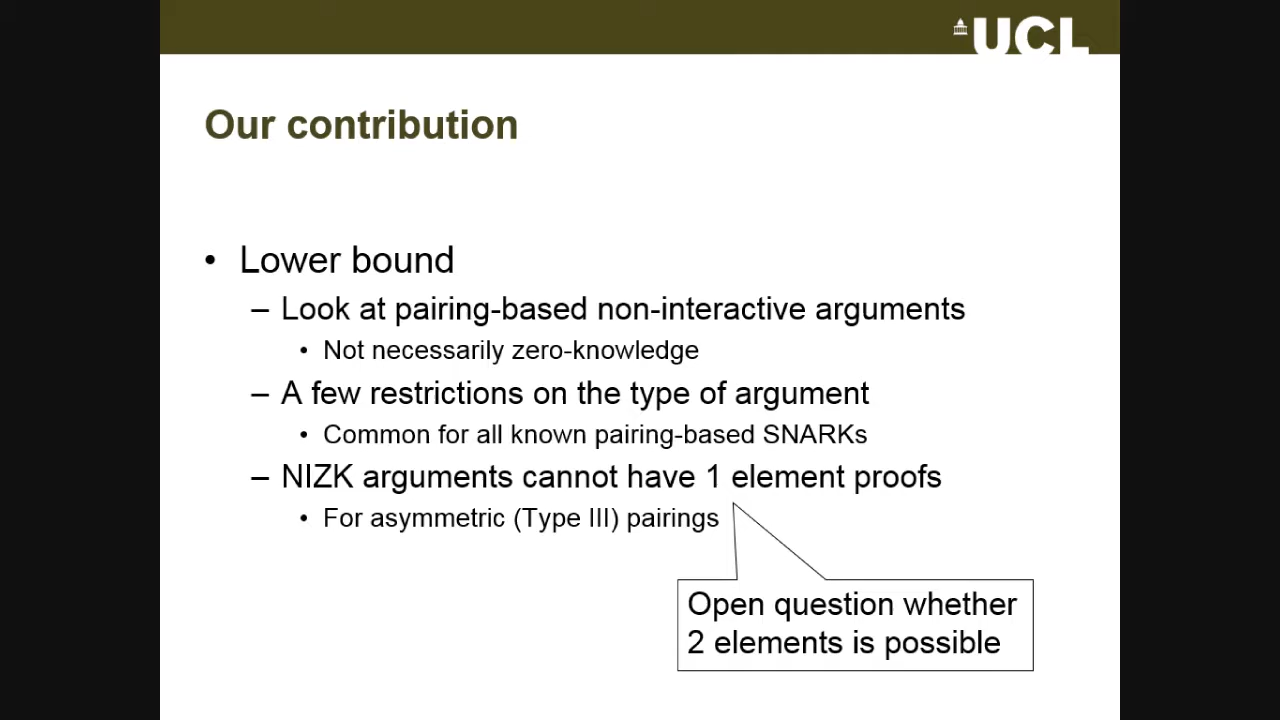 UCL
Our contribution
• Lower bound
– Look at pairing-based non-interactive arguments
• Not necessarily zero-knowledge
– A few restrictions on the type of argument
• Common for all known pairing-based SNARKs
– NIZK arguments cannot have 1 element proofs
• For asymmetric (Type III) pairings
Open question whether
2 elements is possible